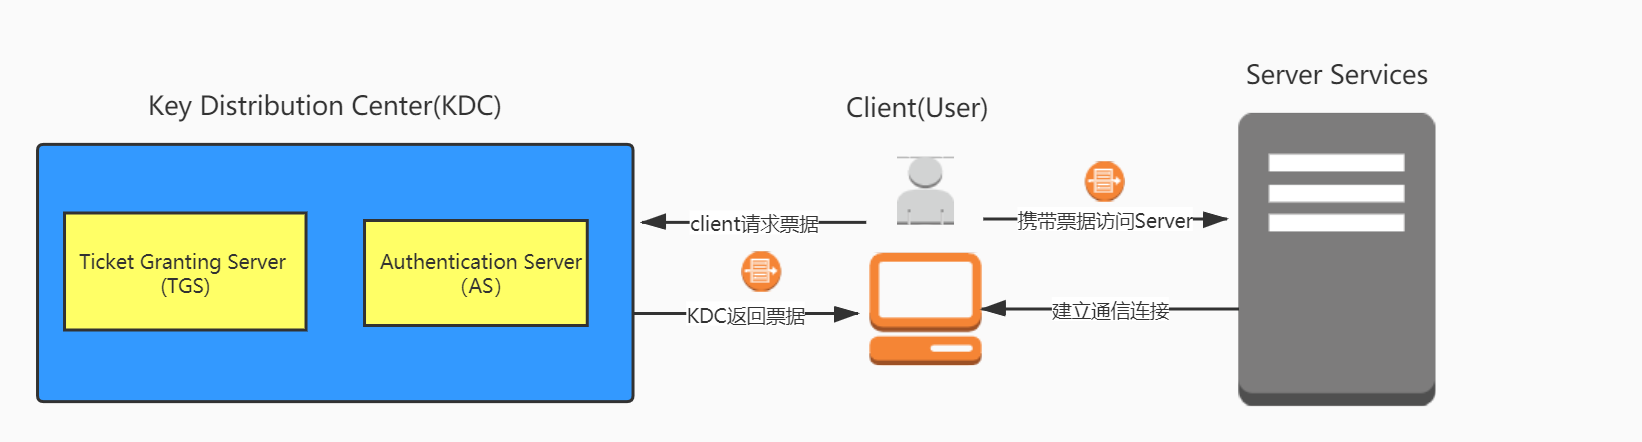 Key Distribution Center(KDC)
Ticket Granting Server
(TGS)
Authentication Server
(AS）
client请求票据
KDC返回票据
Client(User)
携带票据访问Server
建立通信连接
Server Services